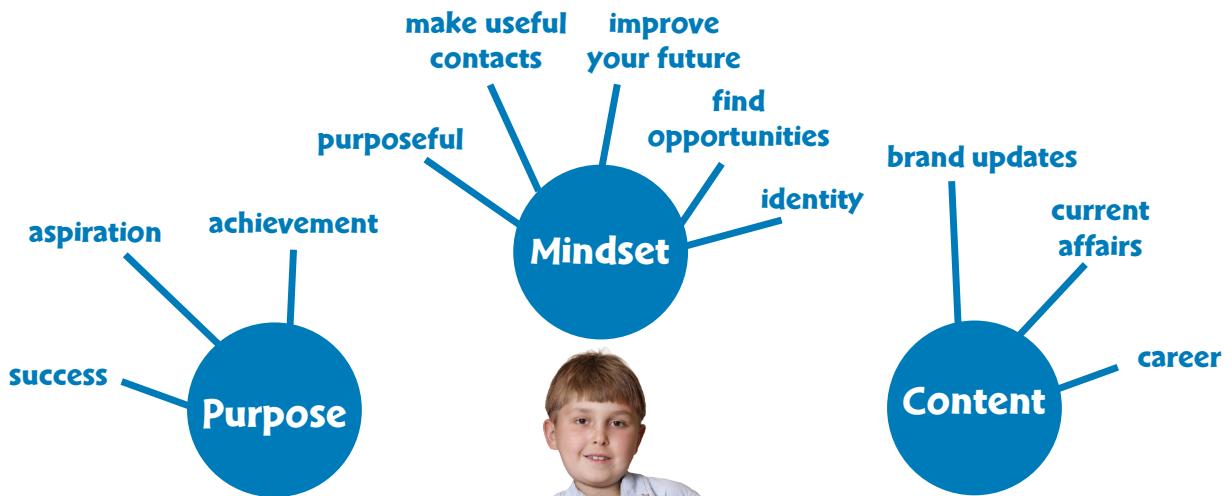 make useful
contacts
improve
your future
find
opportunities
purposeful
identity
Mindset
aspiration
achievement
success
Purpose
brand updates
current
affairs
career
Content